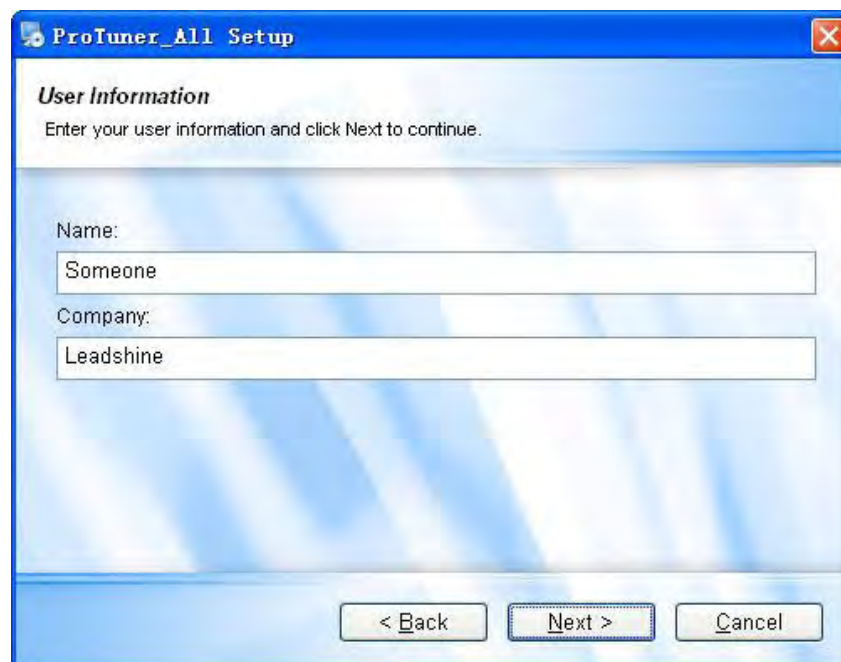 ProTuner_All Setup
User Information
Enter your user information and click Next to continue.
Name:
Someone
Company:
Leadshine
< Back
Next >
Cancel